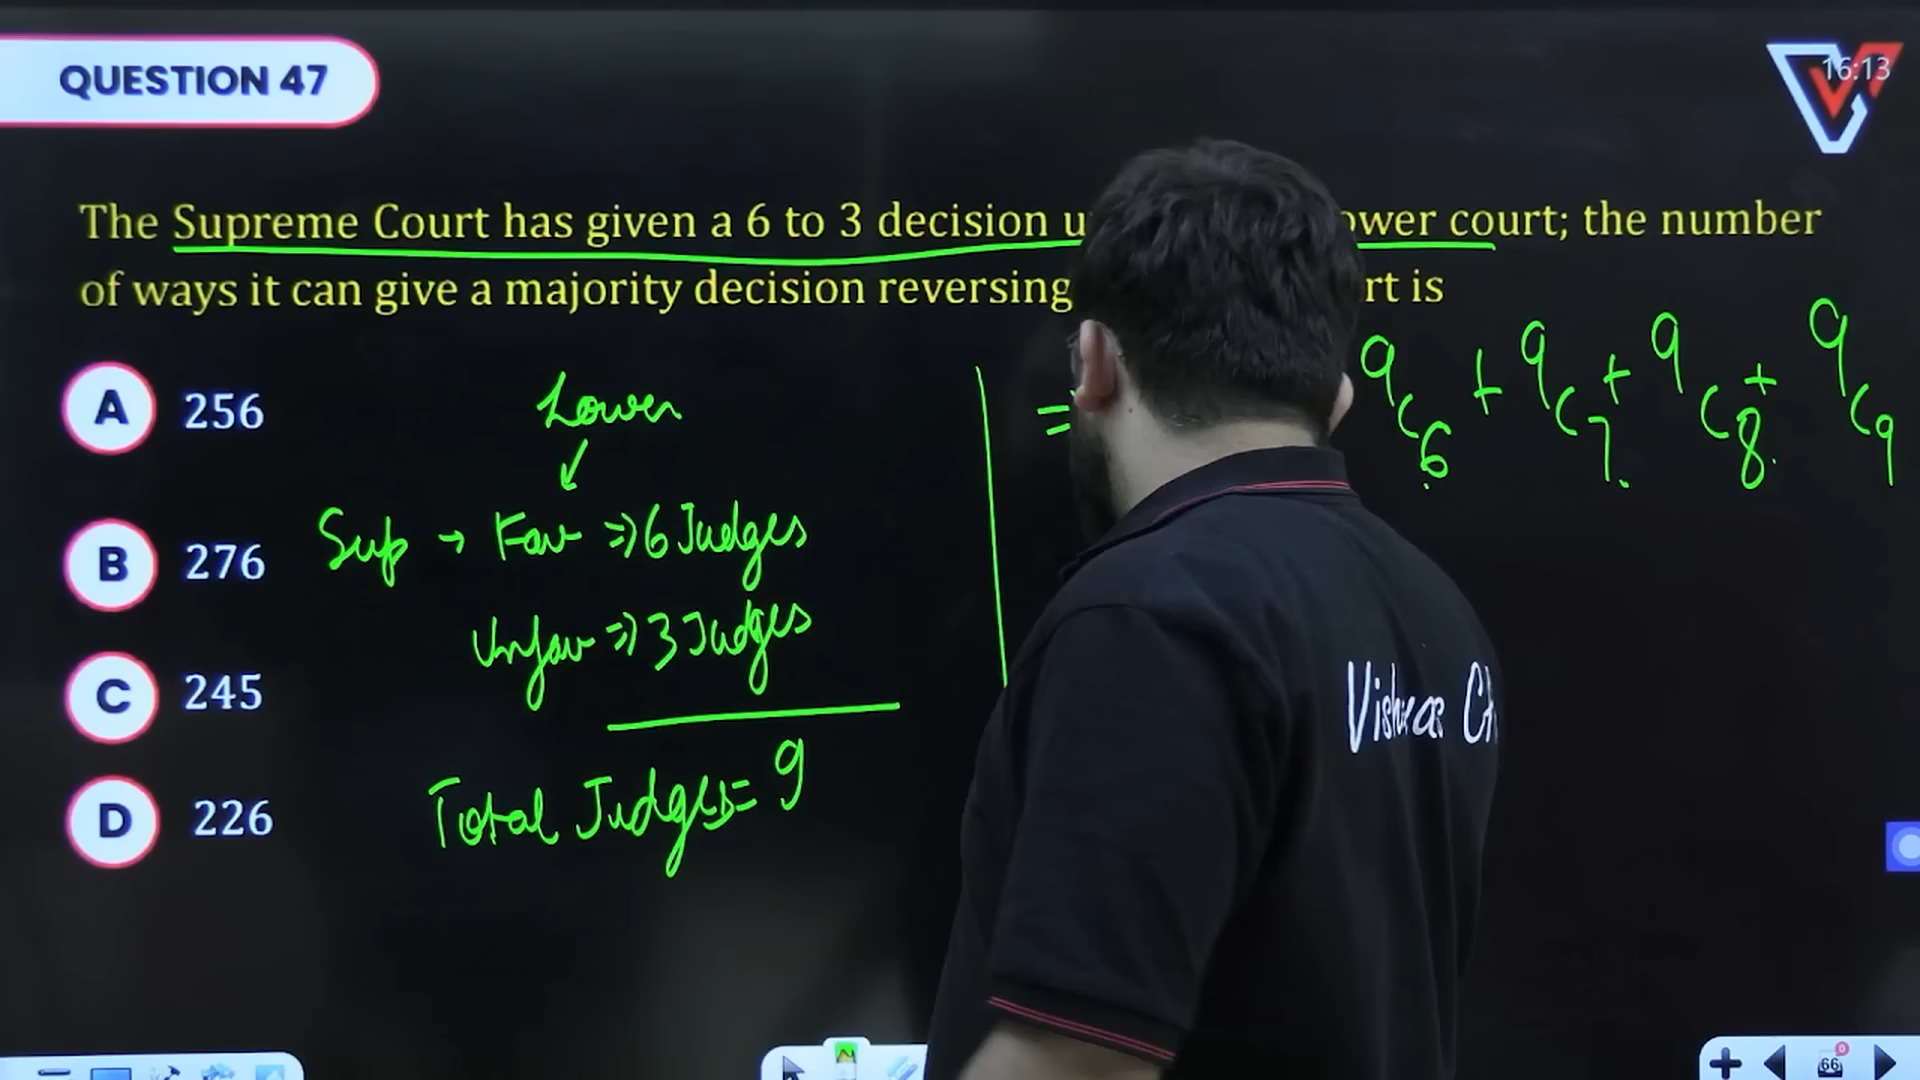 QUESTION 47
16:13
The Supreme Court has given a 6 to 3 decision u ower court; the number
of ways it can give a majority decision reversing rt is
A 256
B 276
C 245
D 226
Lower
↓
Sup → Fav ⇒ 6 Judges
Unfav ⇒ 3 Judges
Total Judges = 9
= 9C6 + 9C7 + 9C8 + 9C9
66